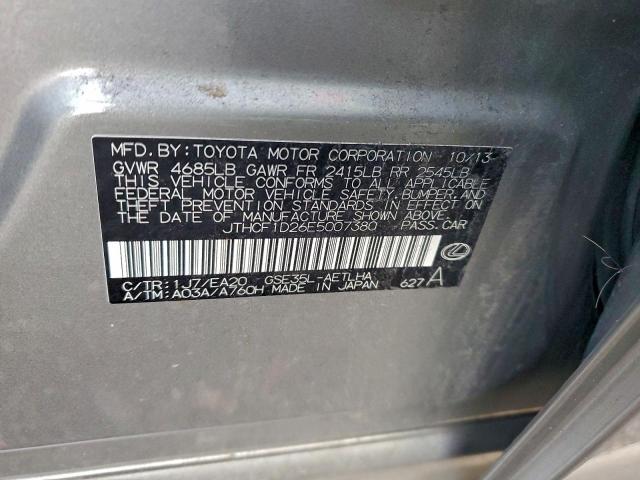 MFD. BY: TOYOTA MOTOR CORPORATION 10/13
GVWR 4685LB GAWR FR 2415LB RR 2545LB
THIS VEHICLE CONFORMS TO ALL APPLICABLE
FEDERAL MOTOR VEHICLE SAFETY, BUMPER, AND
THEFT PREVENTION STANDARDS IN EFFECT ON
THE DATE OF MANUFACTURE SHOWN ABOVE.
JTHCF1D26E5007380 PASS.CAR
C/TR: 1J7/EA20 GSE35L-AETLHA
A/TM: A03A/A760H MADE IN JAPAN 627 A